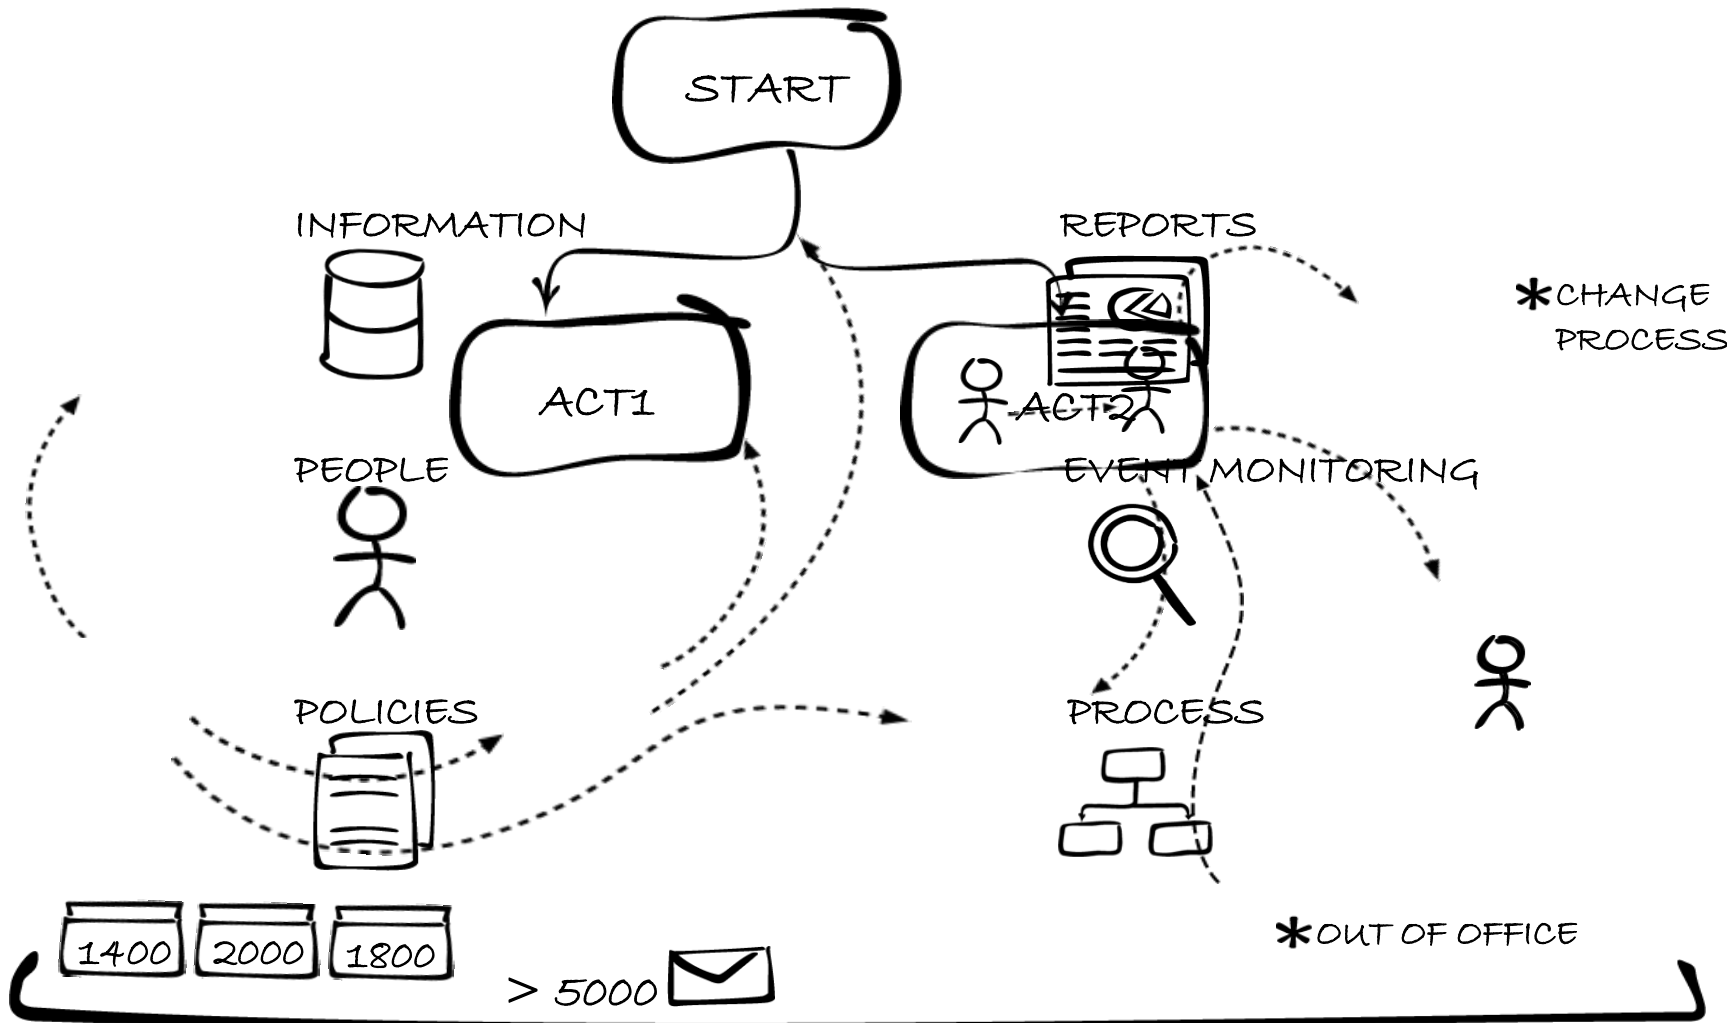 START
INFORMATION
REPORTS
*CHANGE
PROCESS
ACT1
ACT2
PEOPLE
EVENT MONITORING
POLICIES
PROCESS
*OUT OF OFFICE
1400
2000
1800
> 5000